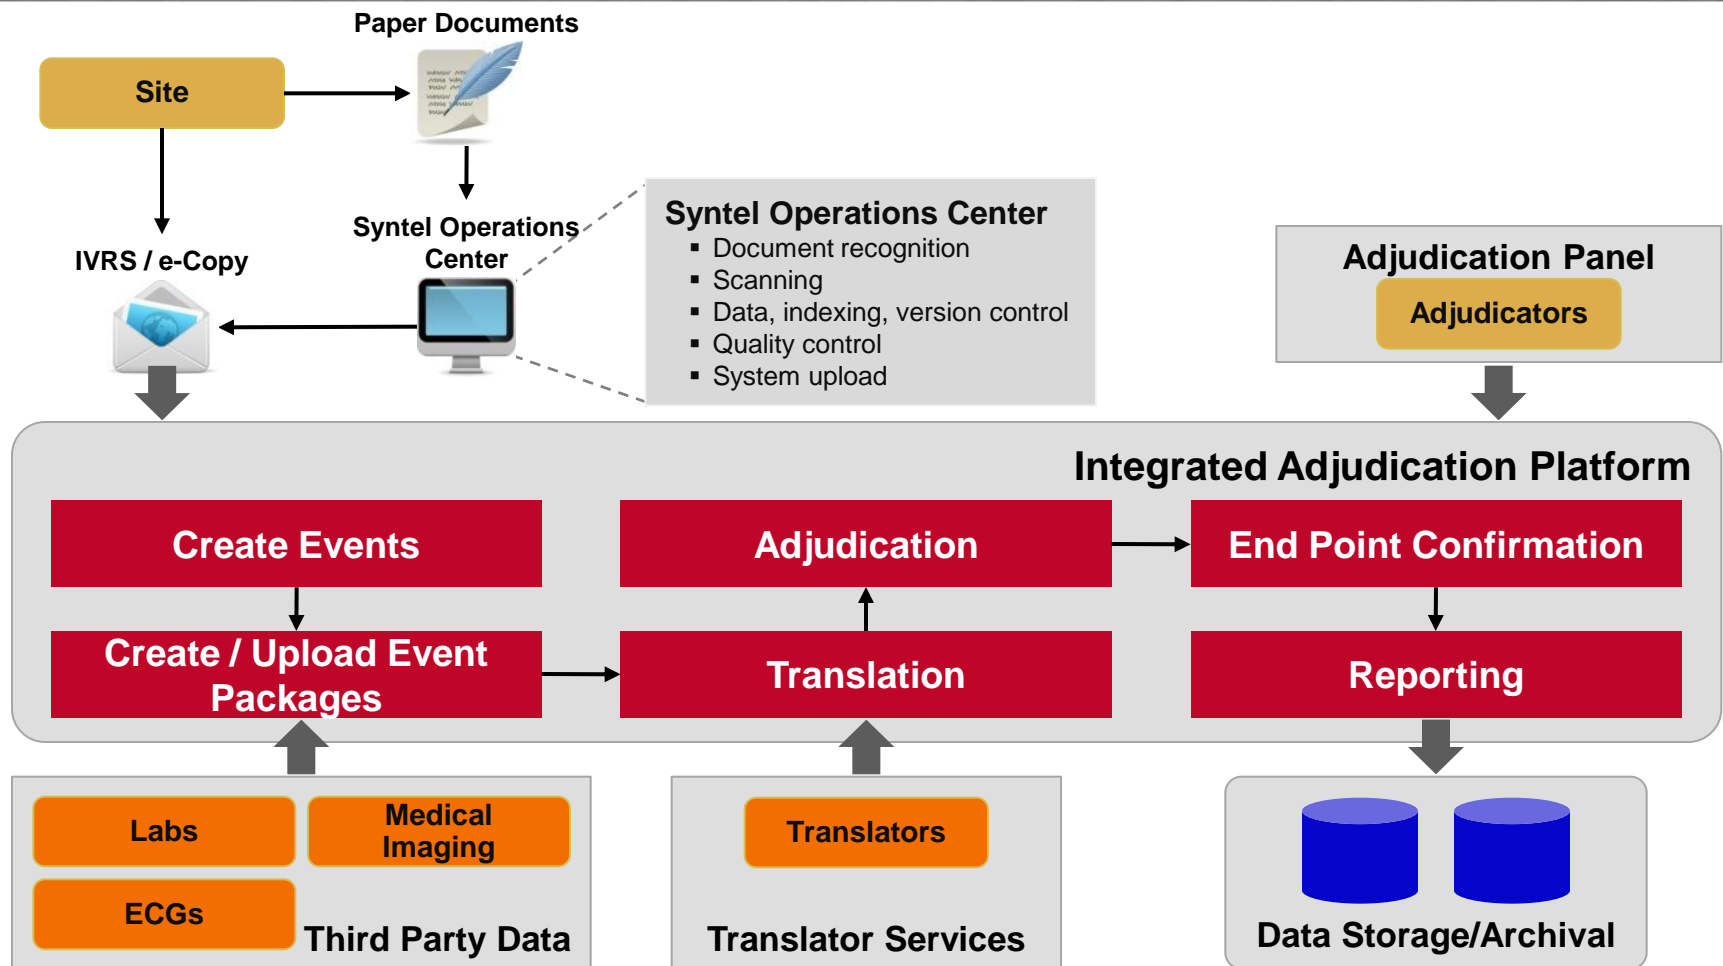 Paper Documents
Site
Syntel Operations
Center
IVRS / e-Copy
Syntel Operations Center
▪ Document recognition
▪ Scanning
▪ Data, indexing, version control
▪ Quality control
▪ System upload
Adjudication Panel
Adjudicators
Integrated Adjudication Platform
Create Events
Adjudication
End Point Confirmation
Create / Upload Event
Packages
Translation
Reporting
Labs
Medical
Imaging
ECGs
Third Party Data
Translators
Translator Services
Data Storage/Archival